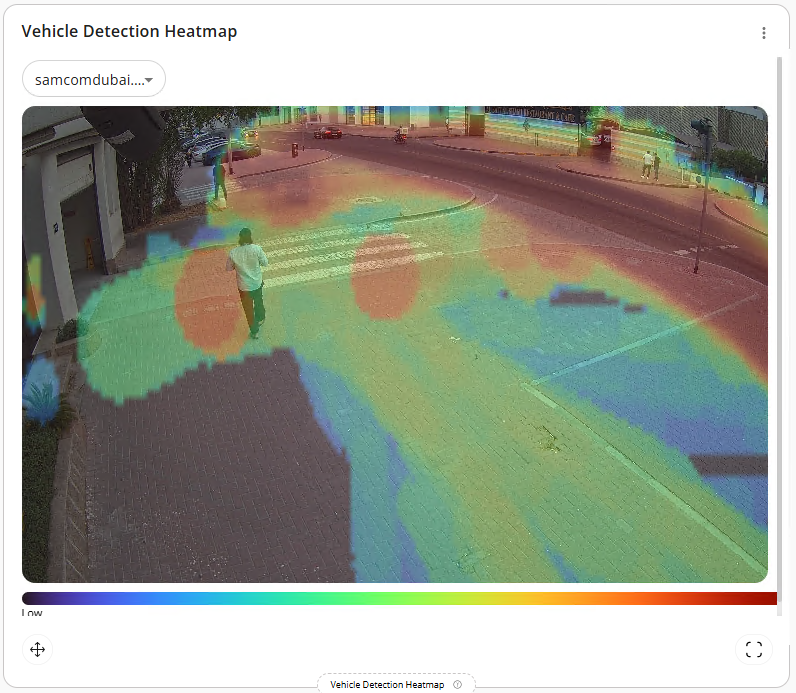 Vehicle Detection Heatmap
samcomdubai....
Low
Vehicle Detection Heatmap